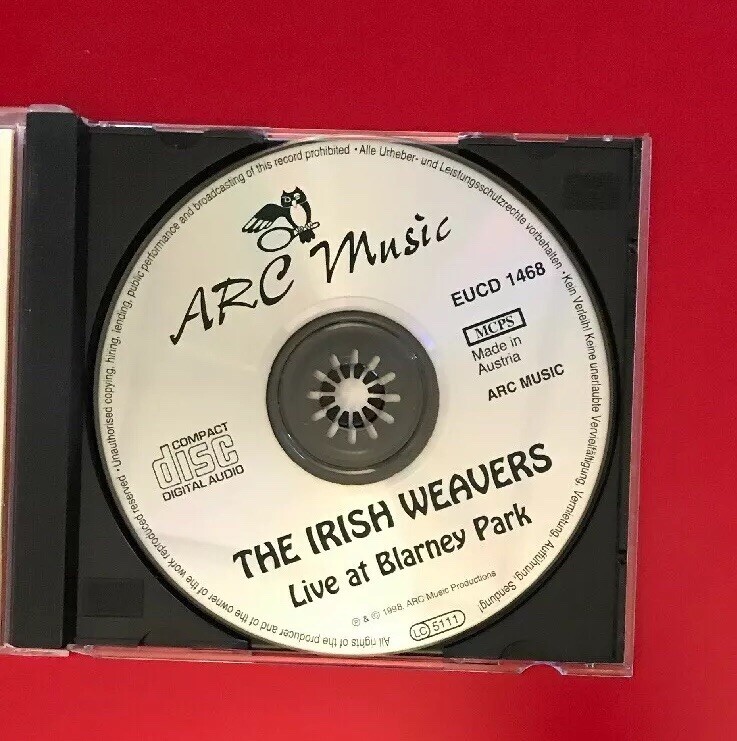 ARC Music
EUCD 1468
MCPS
Made in
Austria
ARC MUSIC
COMPACT
disc
DIGITAL AUDIO
THE IRISH WEAVERS
Live at Blarney Park
℗ & © 1998, ARC Music Productions
LC 5111
All rights of the producer and of the owner of the work reproduced reserved • Unauthorised copying, hiring, lending, public performance and broadcasting of this record prohibited • Alle Urheber- und Leistungsschutzrechte vorbehalten • Kein Verleih! Keine unerlaubte Vervielfältigung, Vermietung, Aufführung, Sendung!